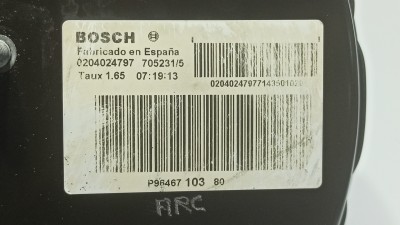 BOSCH
Fabricado en España
0204024797 705231/5
Taux 1.65 07:19:13
P96467 103 80
ARC